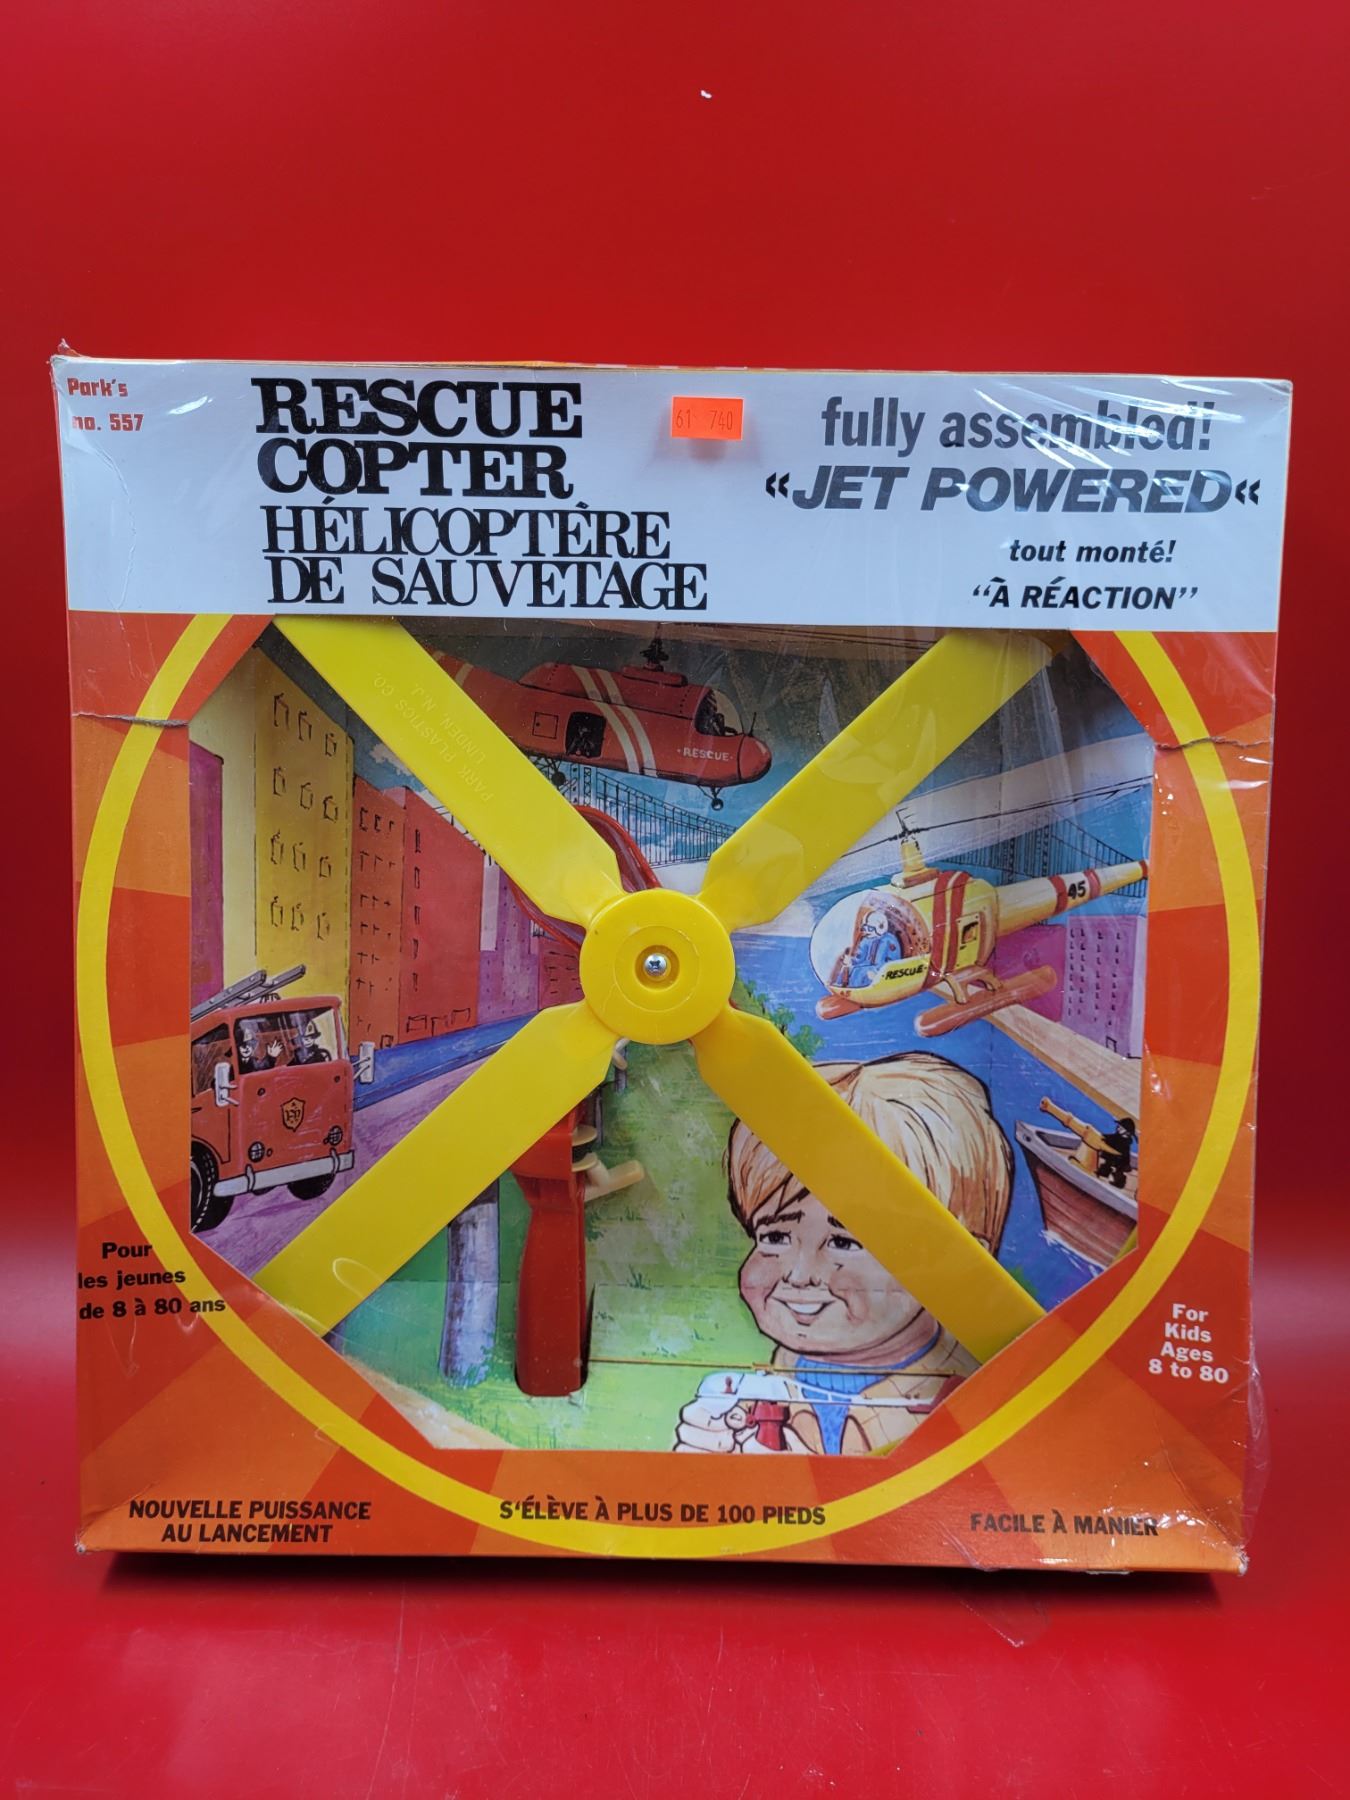 Park's
no. 557
RESCUE
COPTER
HÉLICOPTÈRE
DE SAUVETAGE
61 740
fully assembled!
«JET POWERED«
tout monté!
“À RÉACTION”
PARK PLASTICS CO.
LINDEN, N.J.
·RESCUE·
45
·RESCUE·
Pour
les jeunes
de 8 à 80 ans
For
Kids
Ages
8 to 80
NOUVELLE PUISSANCE
AU LANCEMENT
S'ÉLÈVE À PLUS DE 100 PIEDS
FACILE À MANIER